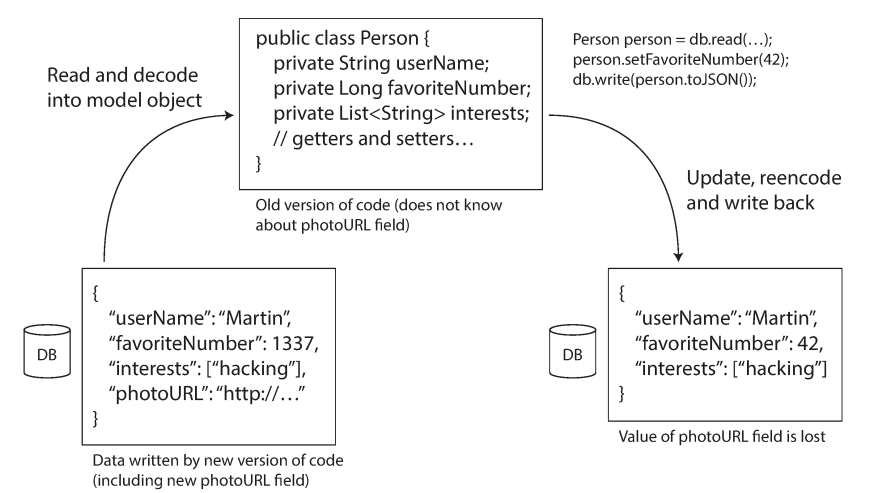 public class Person {
private String userName;
private Long favoriteNumber;
private List<String> interests;
// getters and setters…
}
Person person = db.read(…);
person.setFavoriteNumber(42);
db.write(person.toJSON());
Read and decode
into model object
Old version of code (does not know
about photoURL field)
Update, reencode
and write back
DB
{
“userName”: “Martin”,
“favoriteNumber”: 1337,
“interests”: [“hacking”],
“photoURL”: “http://…”
}
Data written by new version of code
(including new photoURL field)
DB
{
“userName”: “Martin”,
“favoriteNumber”: 42,
“interests”: [“hacking”]
}
Value of photoURL field is lost